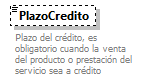 PlazoCredito
Plazo del crédito, es
obligatorio cuando la venta
del producto o prestación del
servicio sea a crédito